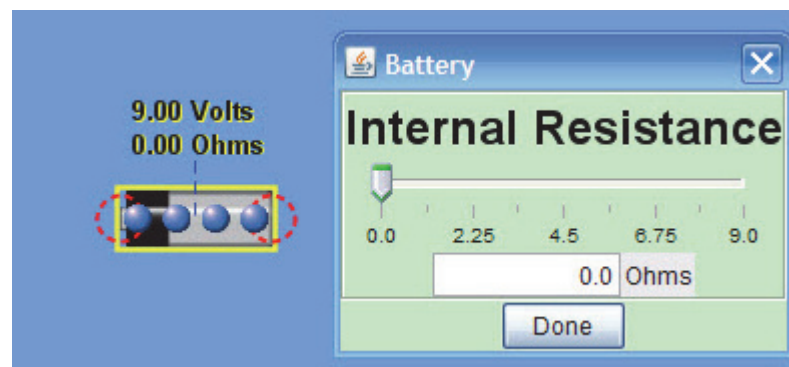 9.00 Volts
0.00 Ohms
Battery
Internal Resistance
0.0 2.25 4.5 6.75 9.0
0.0 Ohms
Done